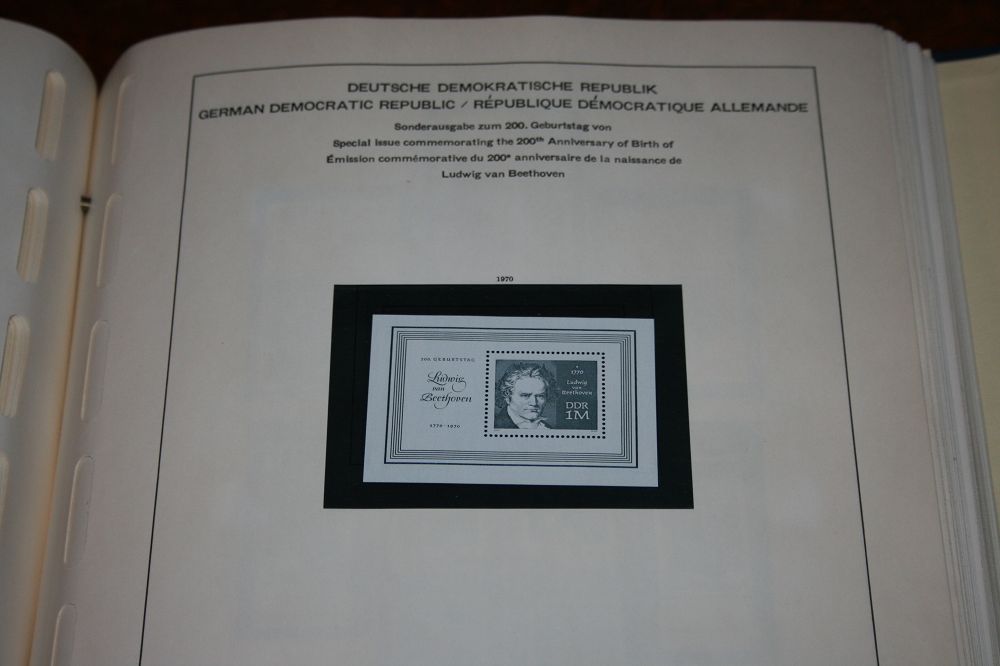 DEUTSCHE DEMOKRATISCHE REPUBLIK
GERMAN DEMOCRATIC REPUBLIC / RÉPUBLIQUE DÉMOCRATIQUE ALLEMANDE
Sonderausgabe zum 200. Geburtstag von
Special Issue commemorating the 200th Anniversary of Birth of
Émission commémorative du 200e anniversaire de la naissance de
Ludwig van Beethoven
1970
200. GEBURTSTAG
Ludwig
van
Beethoven
1770-1970
* 1770
Ludwig
van
Beethoven
DDR
1M